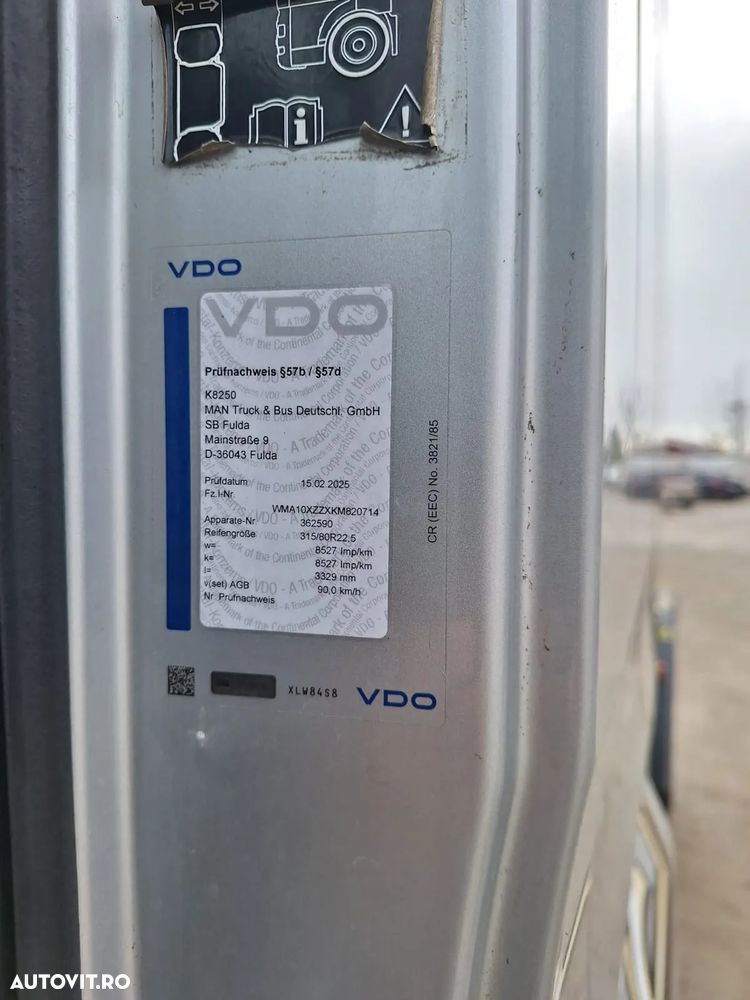 i
!
VDO
VDO
Prüfnachweis §57b / §57d
K8250
MAN Truck & Bus Deutschl. GmbH
SB Fulda
Mainstraße 9
D-36043 Fulda
Prüfdatum 15.02.2025
Fz.I-Nr.
WMA10XZZXKM820714
Apparate-Nr. 362590
Reifengröße 315/80R22,5
w= 8527 Imp/km
k= 8527 Imp/km
l= 3329 mm
v(set) AGB 90,0 km/h
Nr. Prüfnachweis
CR (EEC) No. 3821/85
XLW84S8
VDO
AUTOVIT.RO